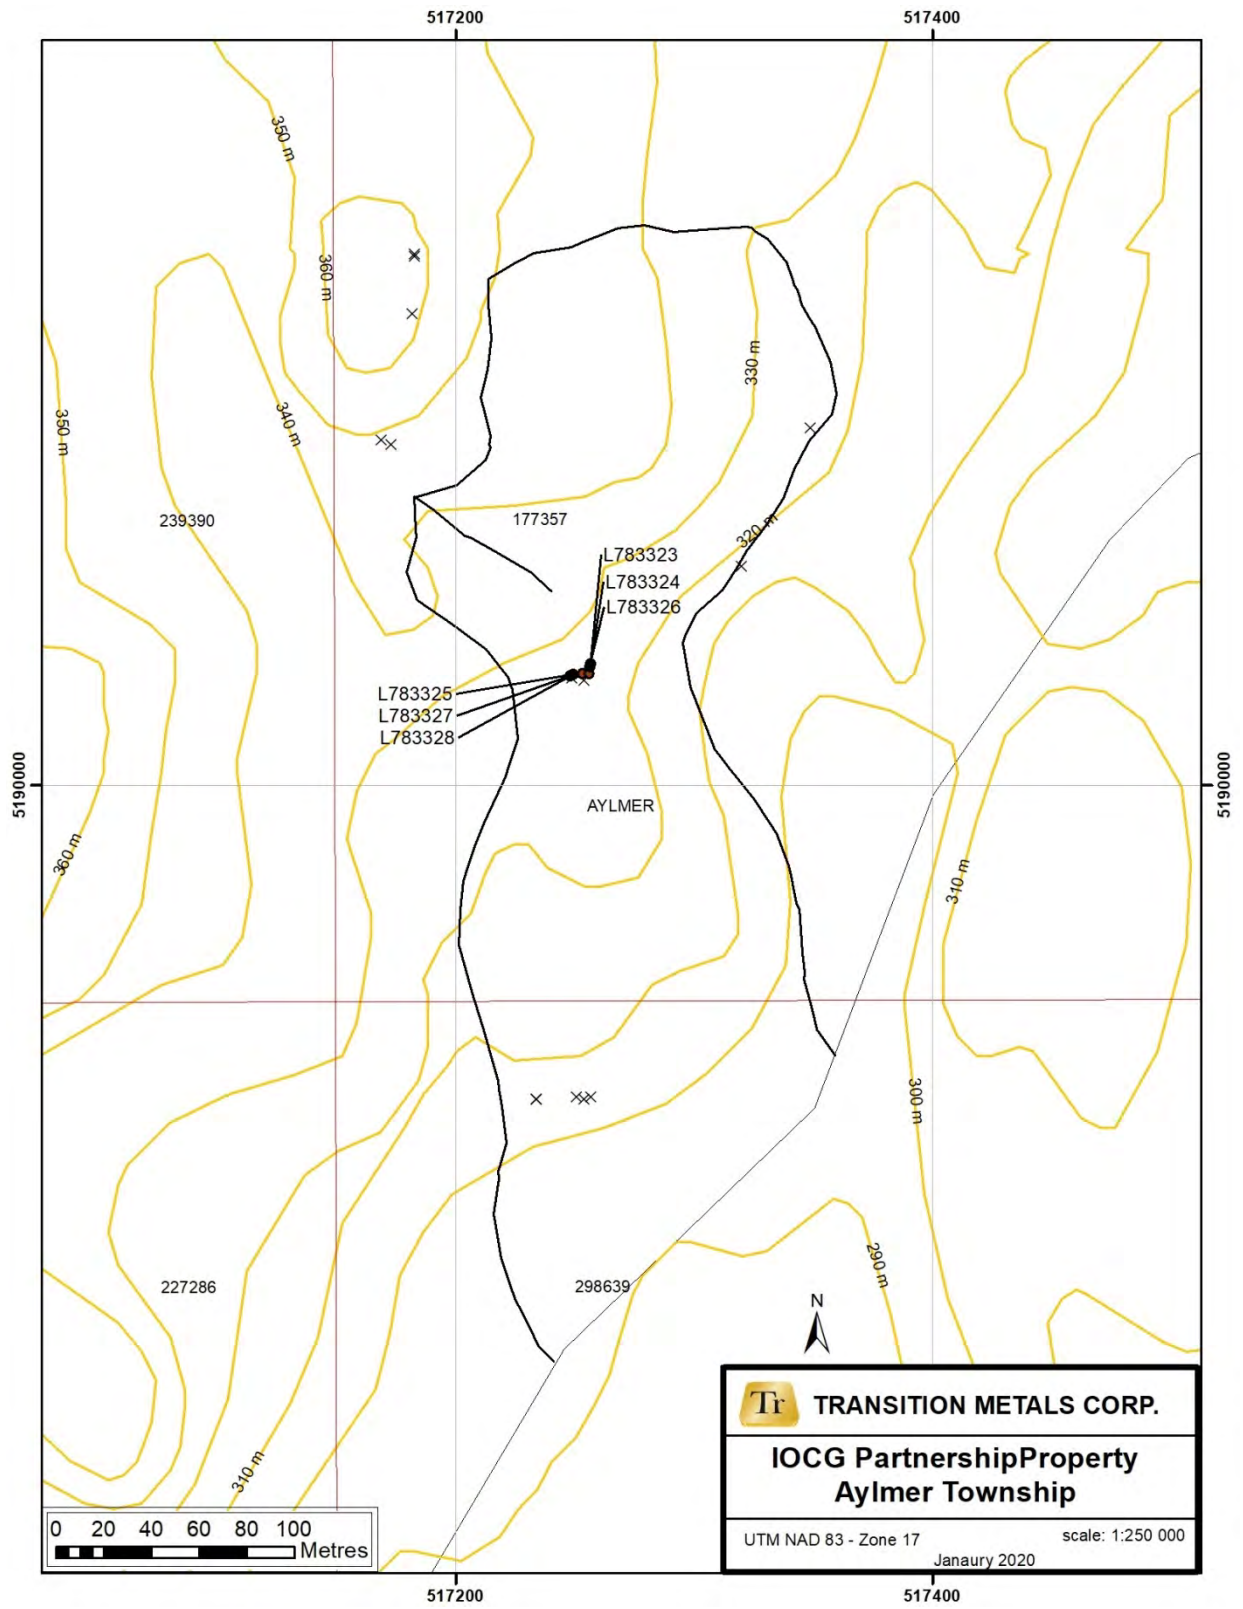 517200
517400
350 m
360 m
350 m
340 m
330 m
239390
177357
320 m
L783323
L783324
L783326
L783325
L783327
L783328
5190000
5190000
AYLMER
360 m
310 m
300 m
290 m
227286
298639
N
310 m
Tr
TRANSITION METALS CORP.
IOCG PartnershipProperty
Aylmer Township
UTM NAD 83 - Zone 17
scale: 1:250 000
Janaury 2020
0 20 40 60 80 100
Metres
517200
517400